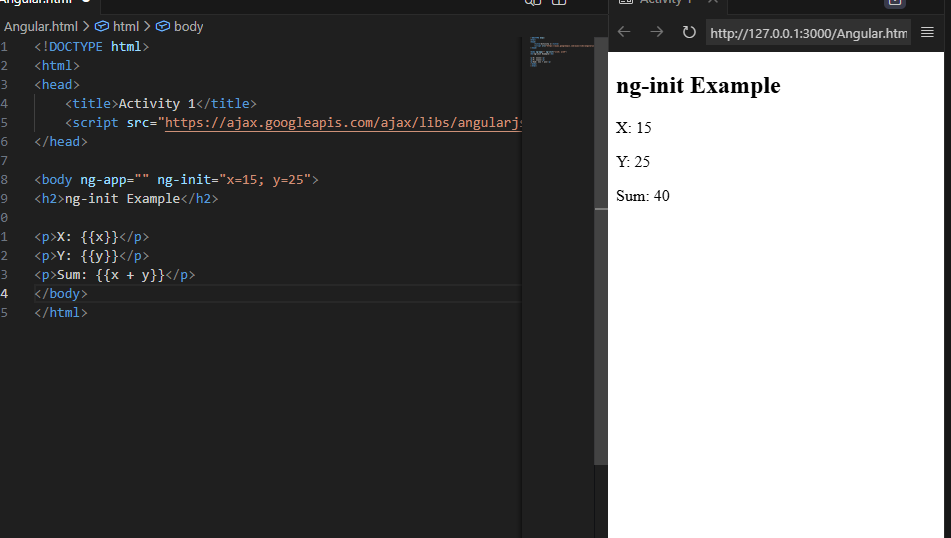 Angular.html
Angular.html > html > body
1 <!DOCTYPE html>
2 <html>
3 <head>
4 <title>Activity 1</title>
5 <script src="https://ajax.googleapis.com/ajax/libs/angularjs
6 </head>
7
8 <body ng-app="" ng-init="x=15; y=25">
9 <h2>ng-init Example</h2>
0
1 <p>X: {{x}}</p>
2 <p>Y: {{y}}</p>
3 <p>Sum: {{x + y}}</p>
4 </body>
5 </html>
Activity 1
http://127.0.0.1:3000/Angular.htm
ng-init Example
X: 15
Y: 25
Sum: 40